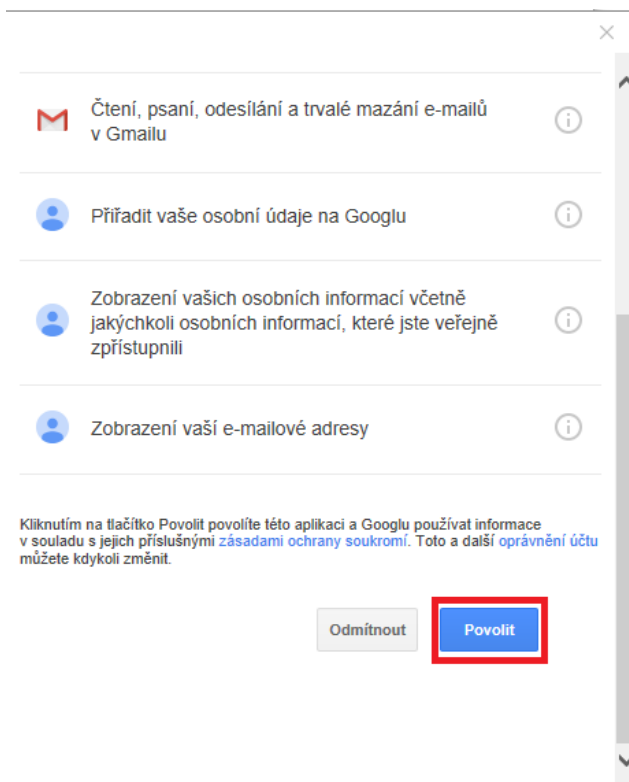 Čtení, psaní, odesílání a trvalé mazání e-mailů
v Gmailu
Přiřadit vaše osobní údaje na Googlu
Zobrazení vašich osobních informací včetně
jakýchkoli osobních informací, které jste veřejně
zpřístupnili
Zobrazení vaší e-mailové adresy
Kliknutím na tlačítko Povolit povolíte této aplikaci a Googlu používat informace
v souladu s jejich příslušnými zásadami ochrany soukromí. Toto a další oprávnění účtu
můžete kdykoli změnit.
Odmítnout Povolit